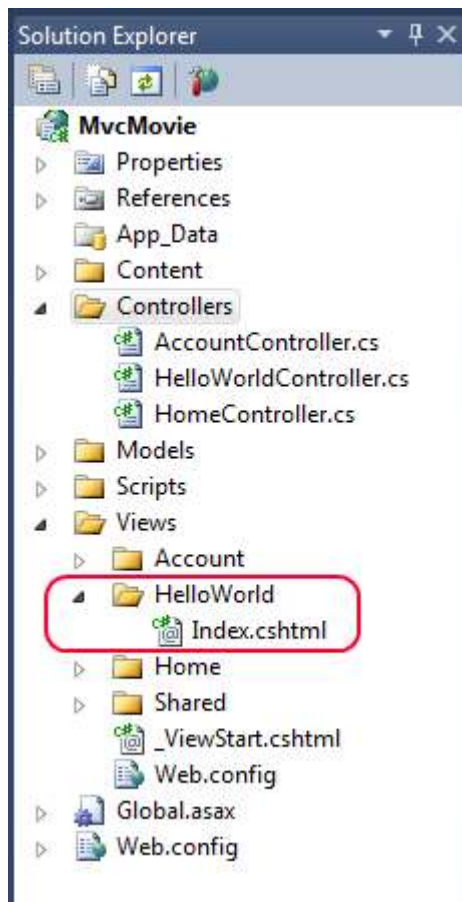 Solution Explorer
MvcMovie
Properties
References
App_Data
Content
Controllers
AccountController.cs
HelloWorldController.cs
HomeController.cs
Models
Scripts
Views
Account
HelloWorld
Index.cshtml
Home
Shared
_ViewStart.cshtml
Web.config
Global.asax
Web.config